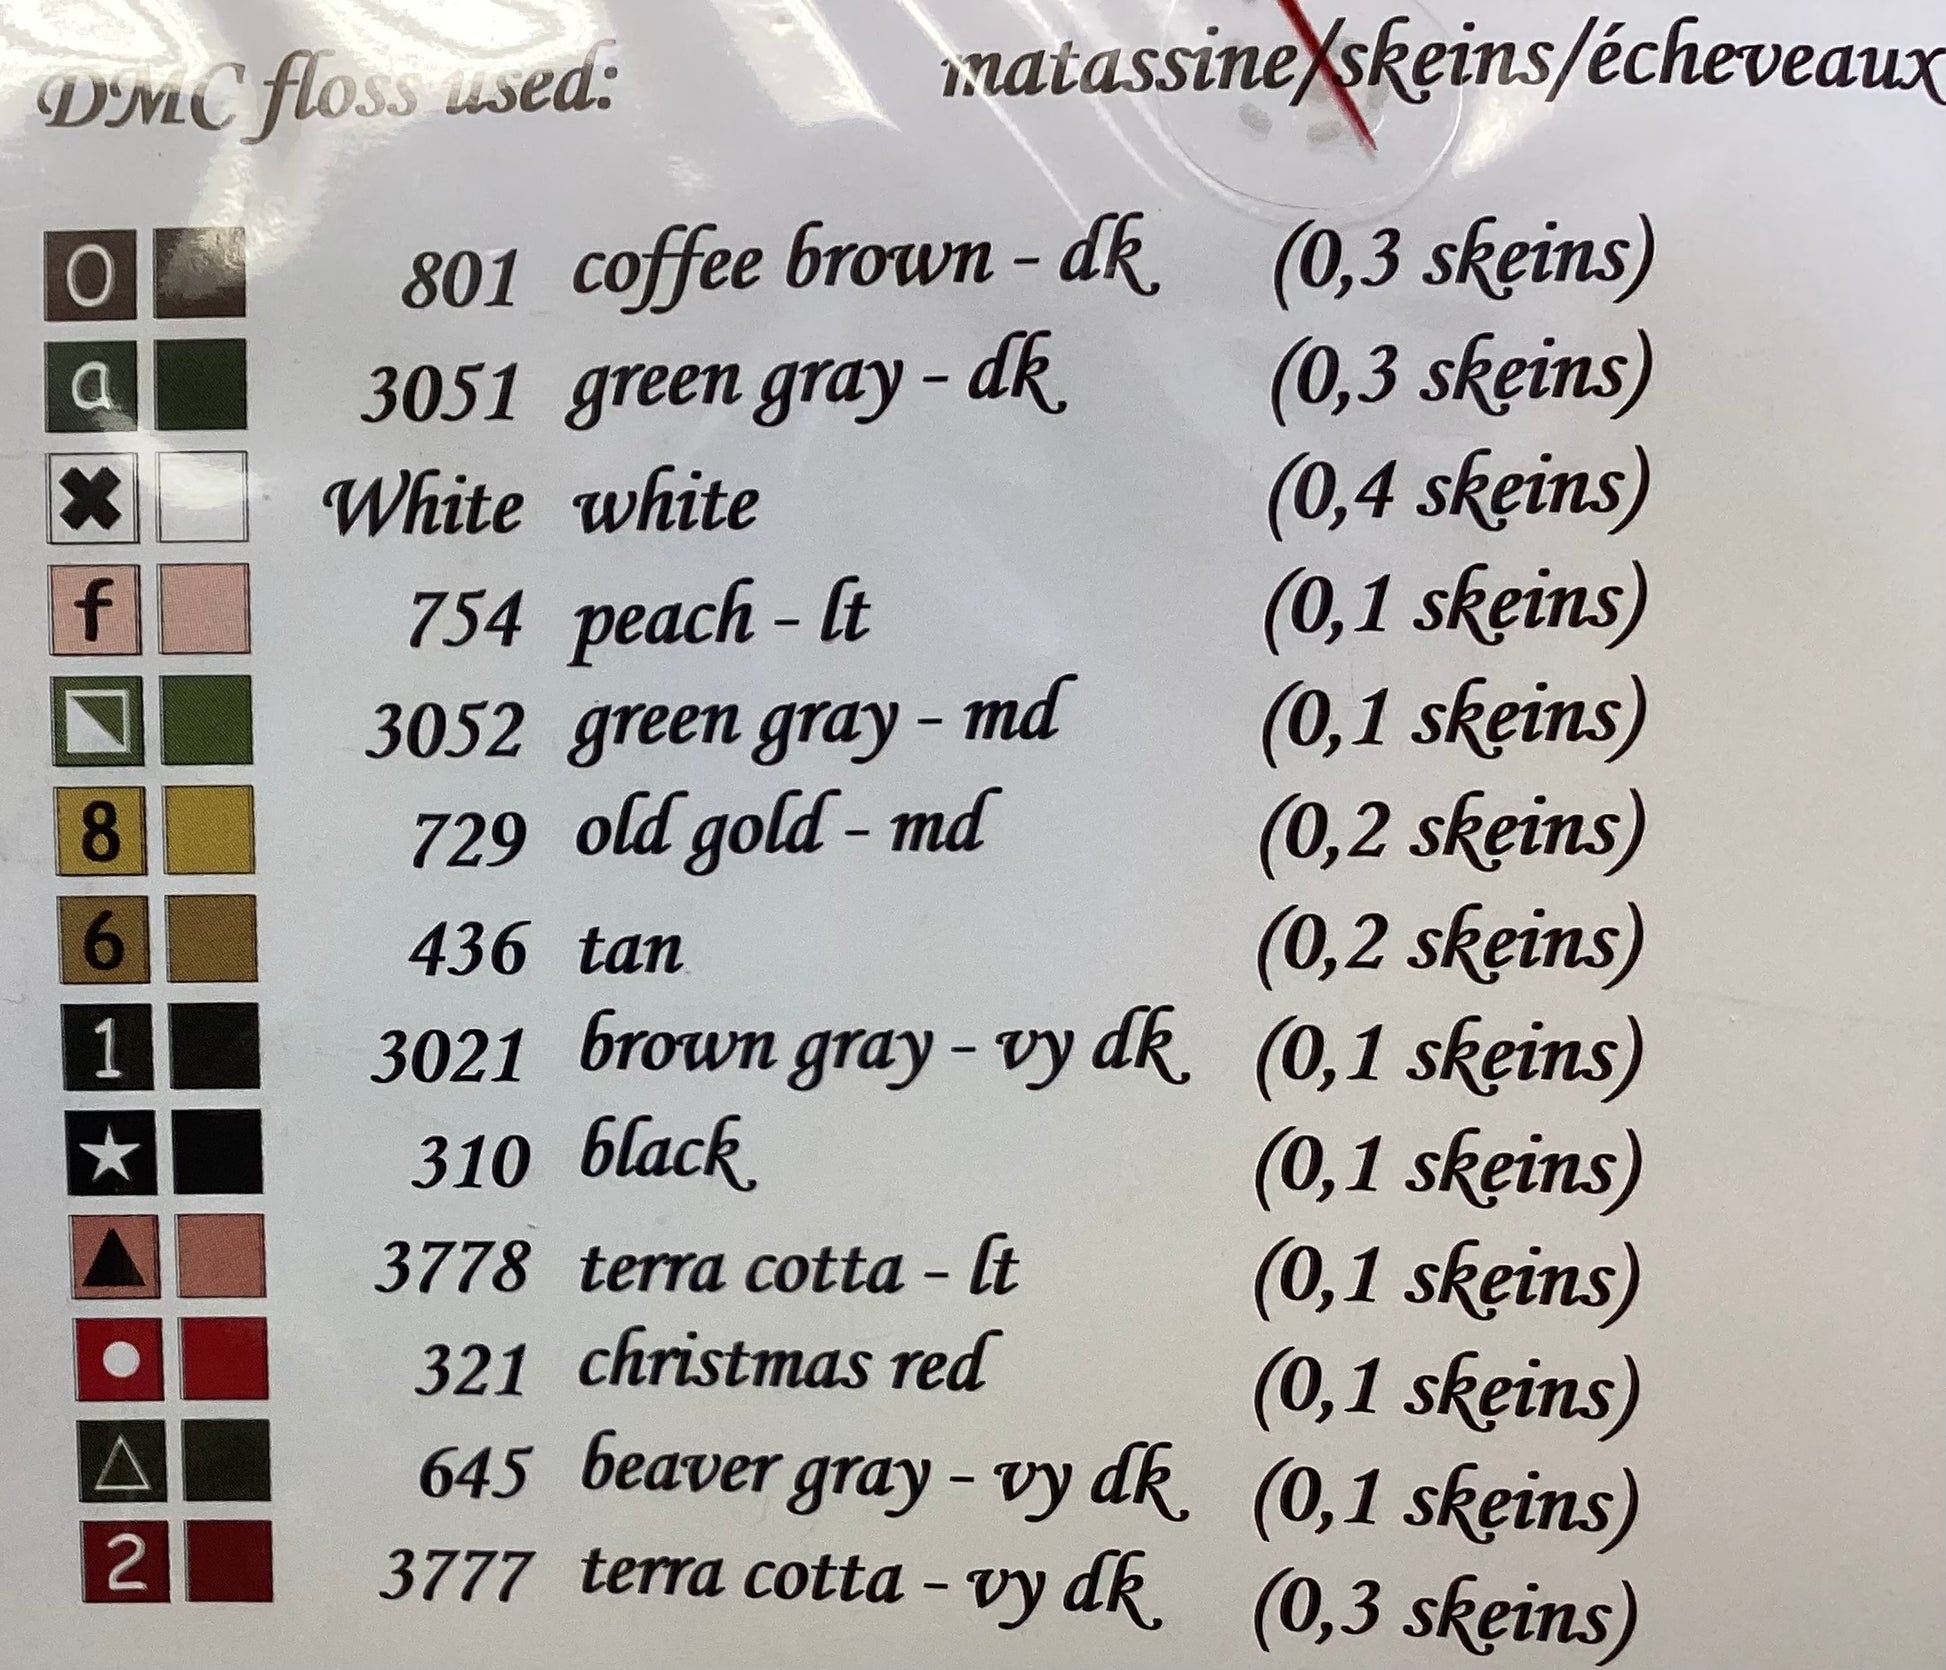 DMC floss used: matassine/skeins/écheveaux
O 801 coffee brown - dk (0,3 skeins)
a 3051 green gray - dk (0,3 skeins)
White white (0,4 skeins)
f 754 peach - lt (0,1 skeins)
3052 green gray - md (0,1 skeins)
8 729 old gold - md (0,2 skeins)
6 436 tan (0,2 skeins)
1 3021 brown gray - vy dk (0,1 skeins)
310 black (0,1 skeins)
3778 terra cotta - lt (0,1 skeins)
321 christmas red (0,1 skeins)
645 beaver gray - vy dk (0,1 skeins)
2 3777 terra cotta - vy dk (0,3 skeins)